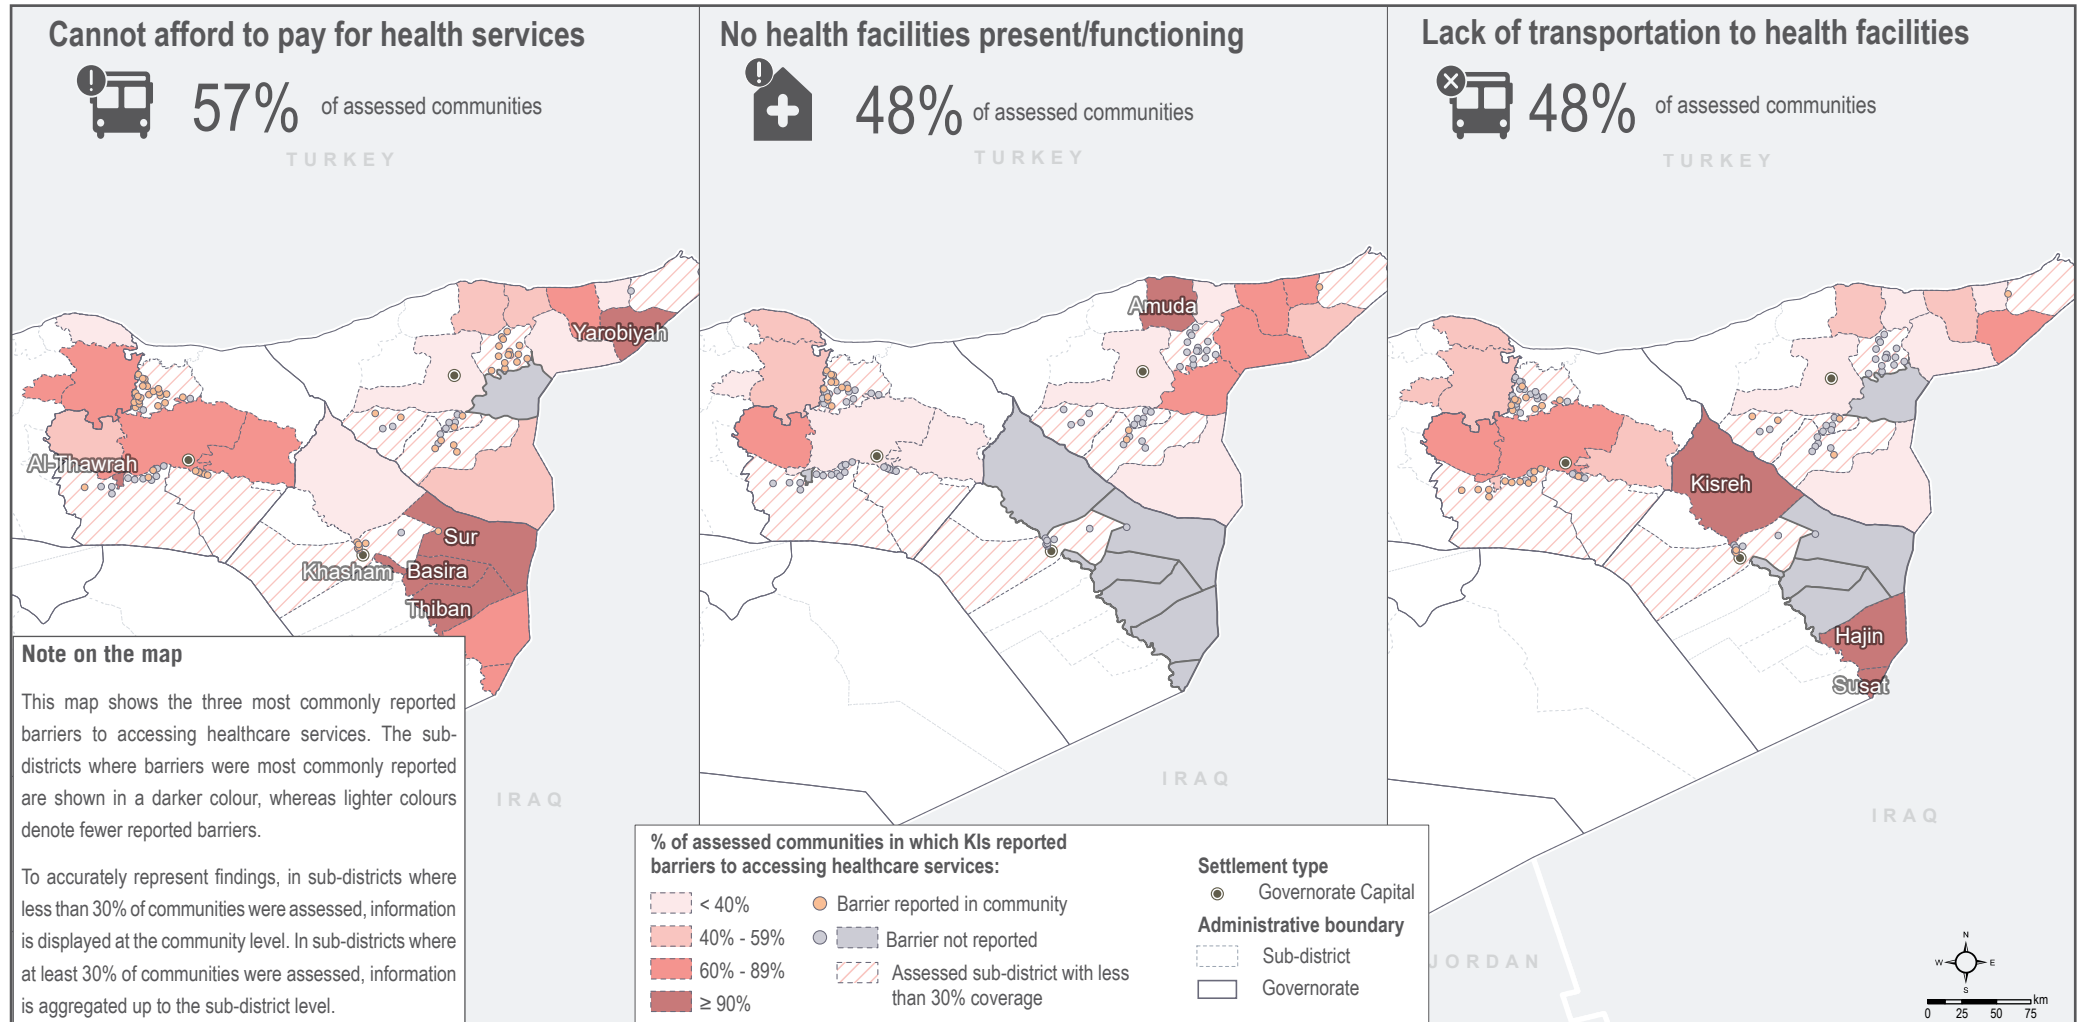 Cannot afford to pay for health services
57% of assessed communities
TURKEY
Yarobiyah
Al-Thawrah
Sur
Khasham
Basira
Thiban
IRAQ
Note on the map
This map shows the three most commonly reported
barriers to accessing healthcare services. The sub-
districts where barriers were most commonly reported
are shown in a darker colour, whereas lighter colours
denote fewer reported barriers.
To accurately represent findings, in sub-districts where
less than 30% of communities were assessed, information
is displayed at the community level. In sub-districts where
at least 30% of communities were assessed, information
is aggregated up to the sub-district level.
No health facilities present/functioning
48% of assessed communities
TURKEY
Amuda
IRAQ
Lack of transportation to health facilities
48% of assessed communities
TURKEY
Kisreh
Hajin
Susat
IRAQ
JORDAN
% of assessed communities in which KIs reported
barriers to accessing healthcare services:
< 40%
40% - 59%
60% - 89%
≥ 90%
Barrier reported in community
Barrier not reported
Assessed sub-district with less
than 30% coverage
Settlement type
Governorate Capital
Administrative boundary
Sub-district
Governorate
N
W
E
S
km
0 25 50 75